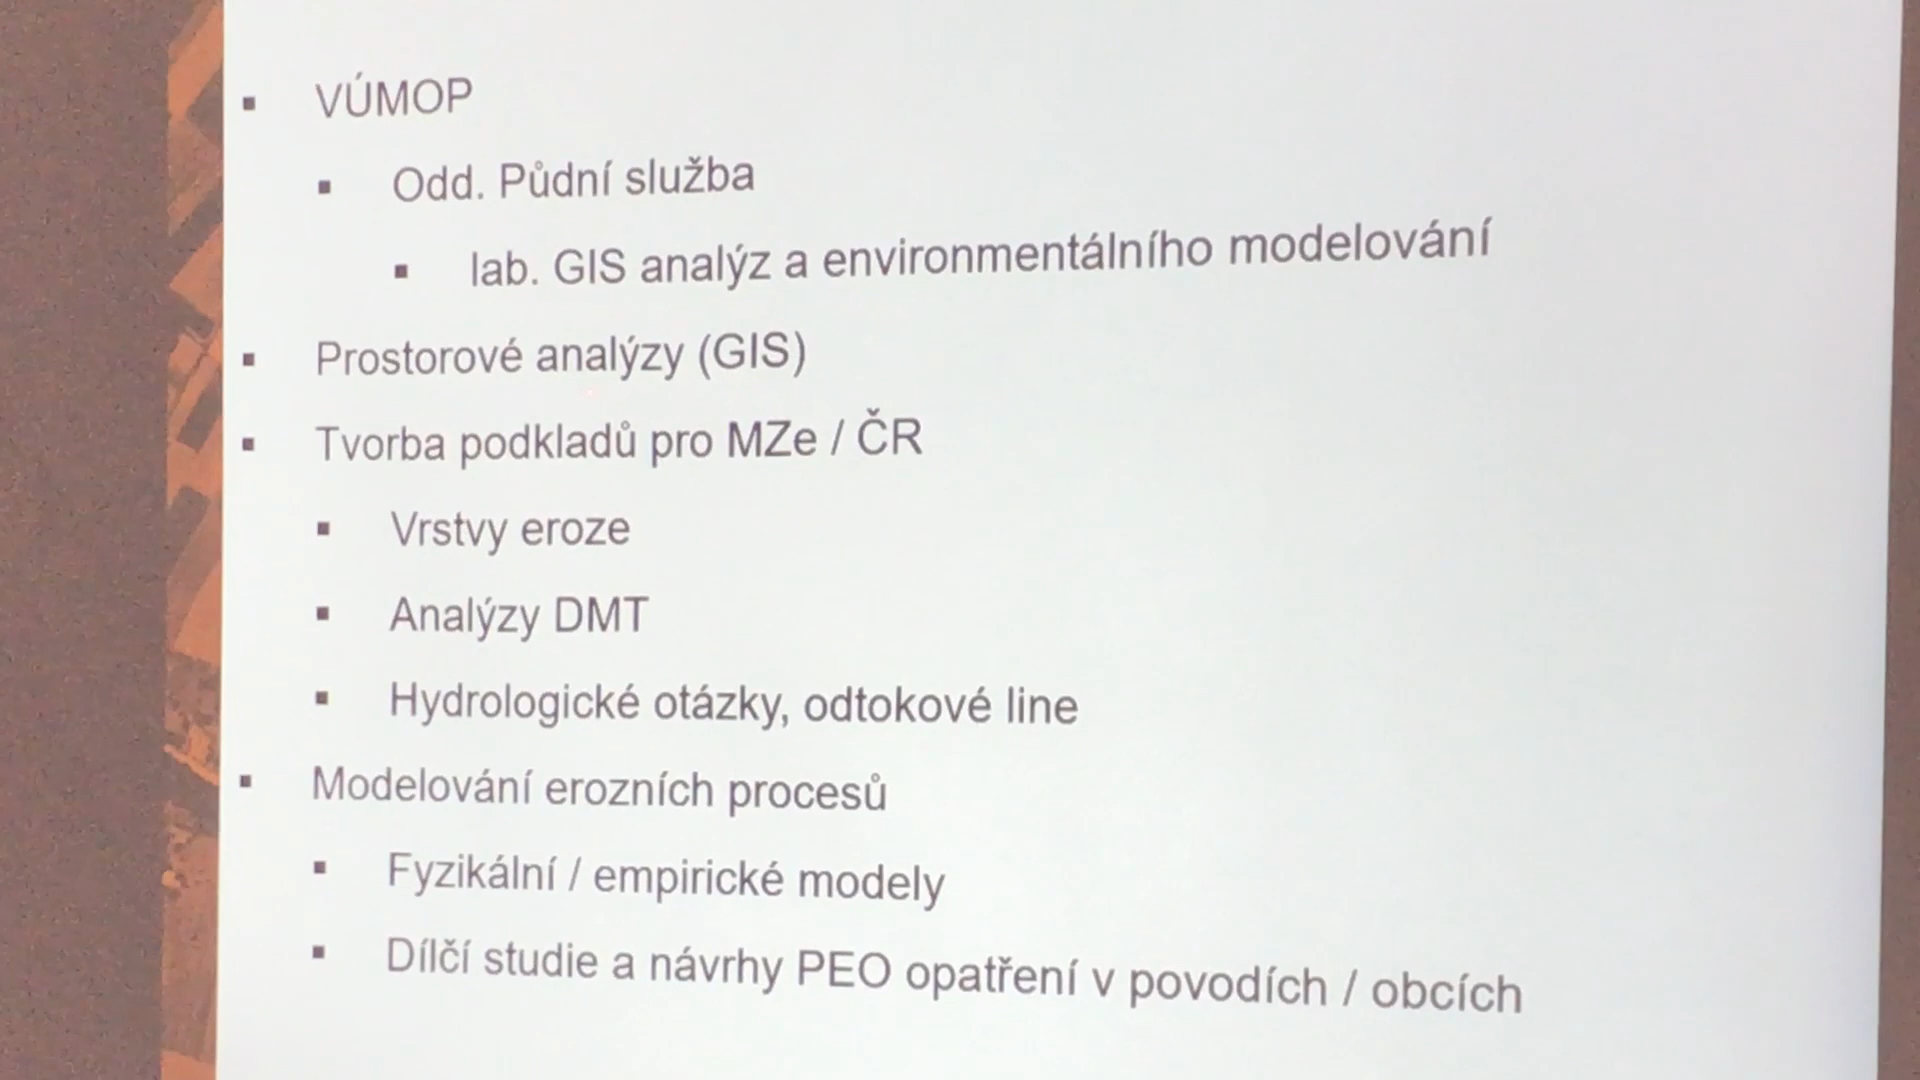 VÚMOP
Odd. Půdní služba
lab. GIS analýz a environmentálního modelování
Prostorové analýzy (GIS)
Tvorba podkladů pro MZe / ČR
Vrstvy eroze
Analýzy DMT
Hydrologické otázky, odtokové line
Modelování erozních procesů
Fyzikální / empirické modely
Dílčí studie a návrhy PEO opatření v povodích / obcích